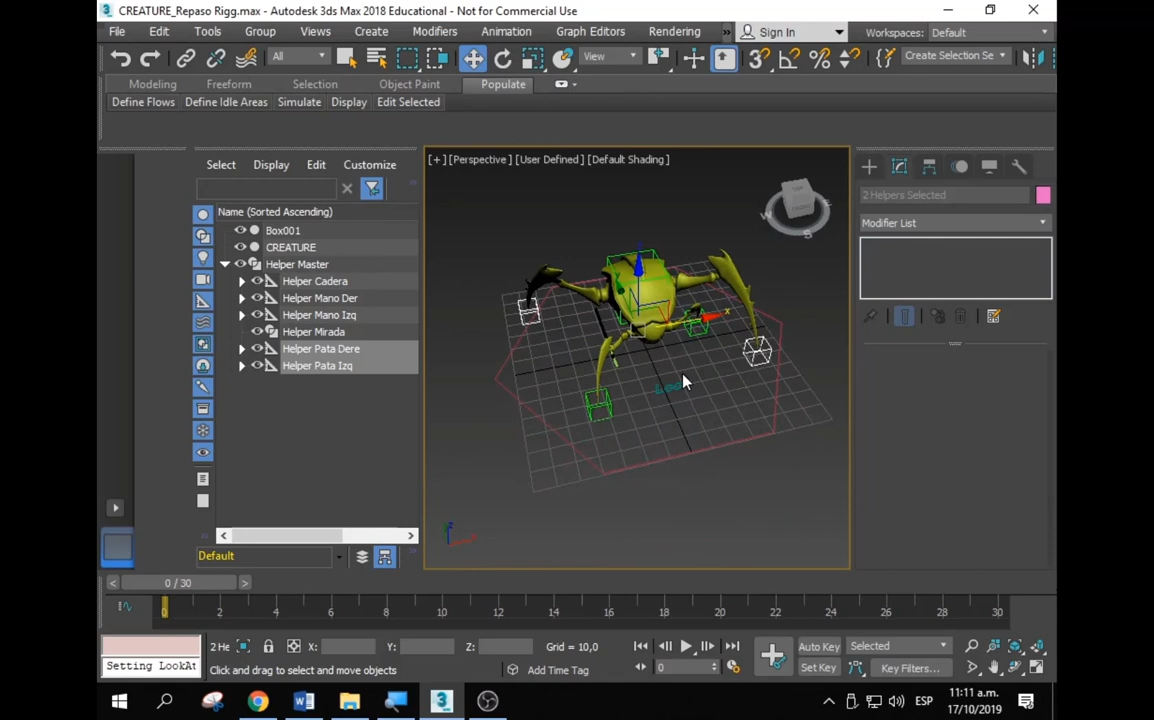 CREATURE_Repaso Rigg.max - Autodesk 3ds Max 2018 Educational - Not for Commercial Use
File Edit Tools Group Views Create Modifiers Animation Graph Editors Rendering » Sign In Workspaces: Default
All View Create Selection Se
Modeling Freeform Selection Object Paint Populate
Define Flows Define Idle Areas Simulate Display Edit Selected
Select Display Edit Customize
[+] [Perspective] [User Defined] [Default Shading]
2 Helpers Selected
Name (Sorted Ascending)
Modifier List
Box001
CREATURE
Helper Master
Helper Cadera
Helper Mano Der
Helper Mano Izq
Helper Mirada
Helper Pata Dere
Helper Pata Izq
TOP
FRONT
W
S
E
x
z
Default
0 / 30
0 2 4 6 8 10 12 14 16 18 20 22 24 26 28 30
2 He X: Y: Z: Grid = 10,0 Auto Key Selected
Setting LookAt Click and drag to select and move objects Add Time Tag 0 Set Key Key Filters...
ESP 11:11 a.m.
17/10/2019